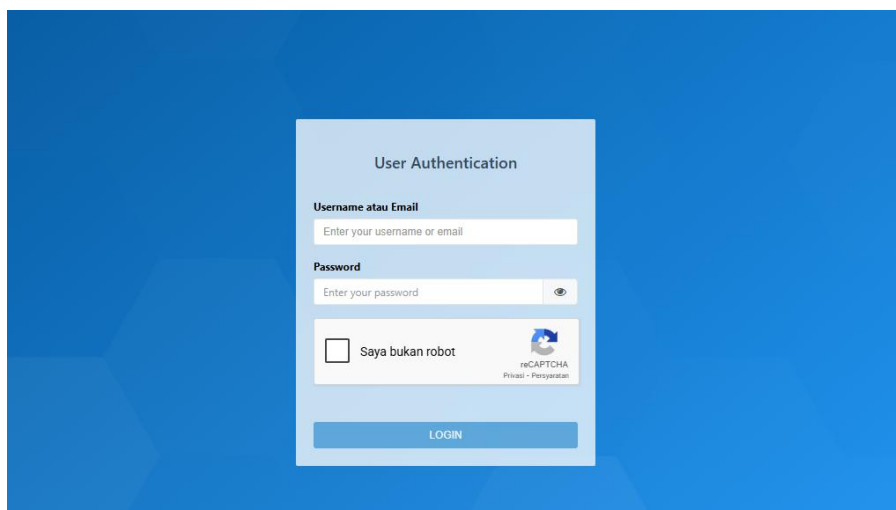 User Authentication
Username atau Email
Enter your username or email
Password
Enter your password
Saya bukan robot
reCAPTCHA
Privasi - Persyaratan
LOGIN